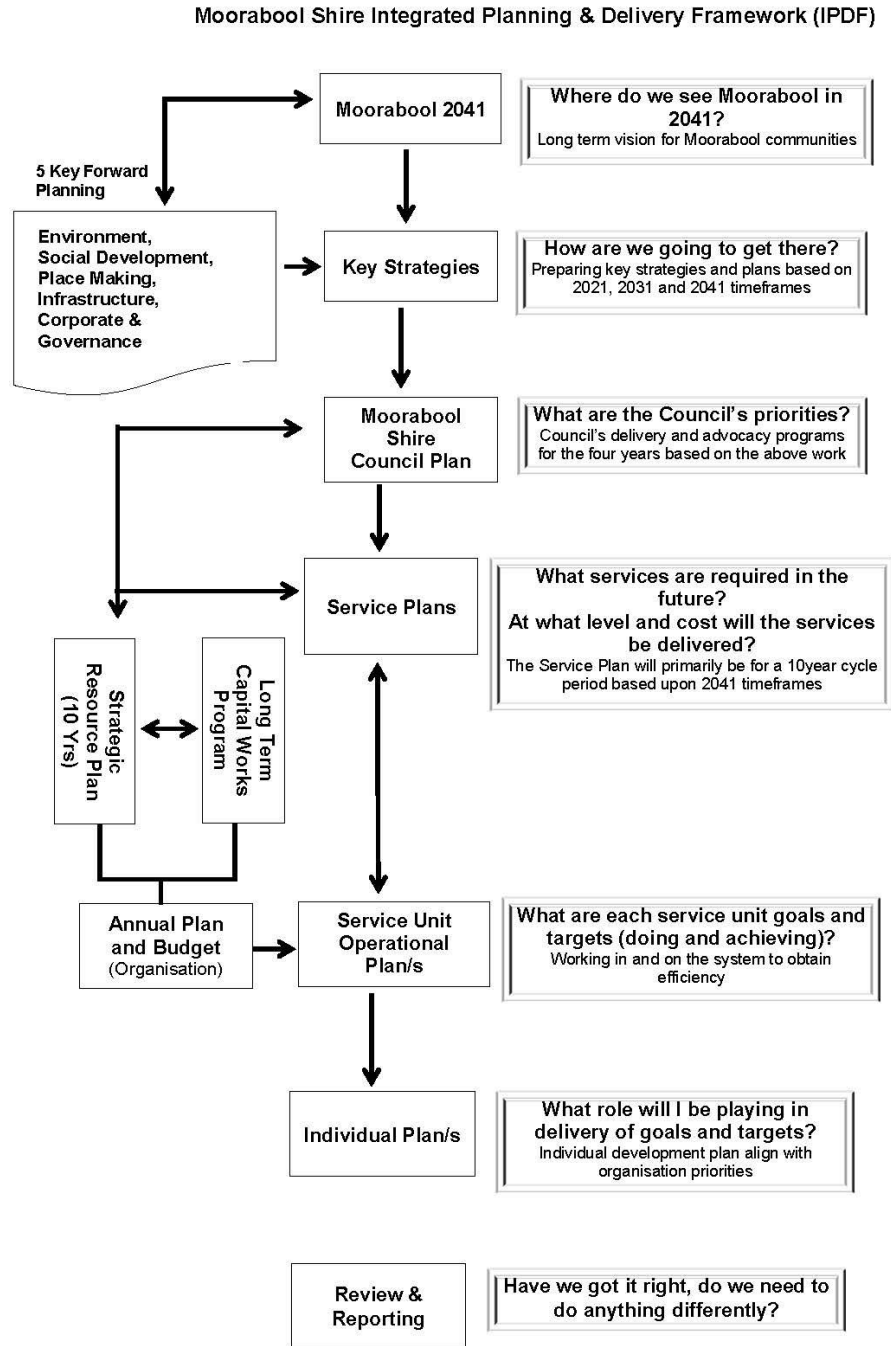 Moorabool Shire Integrated Planning & Delivery Framework (IPDF)
Moorabool 2041
Where do we see Moorabool in
2041?
Long term vision for Moorabool communities
5 Key Forward
Planning
Environment,
Social Development,
Place Making,
Infrastructure,
Corporate &
Governance
Key Strategies
How are we going to get there?
Preparing key strategies and plans based on
2021, 2031 and 2041 timeframes
Moorabool
Shire
Council Plan
What are the Council's priorities?
Council's delivery and advocacy programs
for the four years based on the above work
Service Plans
What services are required in the
future?
At what level and cost will the services
be delivered?
The Service Plan will primarily be for a 10year cycle
period based upon 2041 timeframes
Strategic
Resource Plan
(10 Yrs)
Long Term
Capital Works
Program
Annual Plan
and Budget
(Organisation)
Service Unit
Operational
Plan/s
What are each service unit goals and
targets (doing and achieving)?
Working in and on the system to obtain
efficiency
Individual Plan/s
What role will I be playing in
delivery of goals and targets?
Individual development plan align with
organisation priorities
Review &
Reporting
Have we got it right, do we need to
do anything differently?